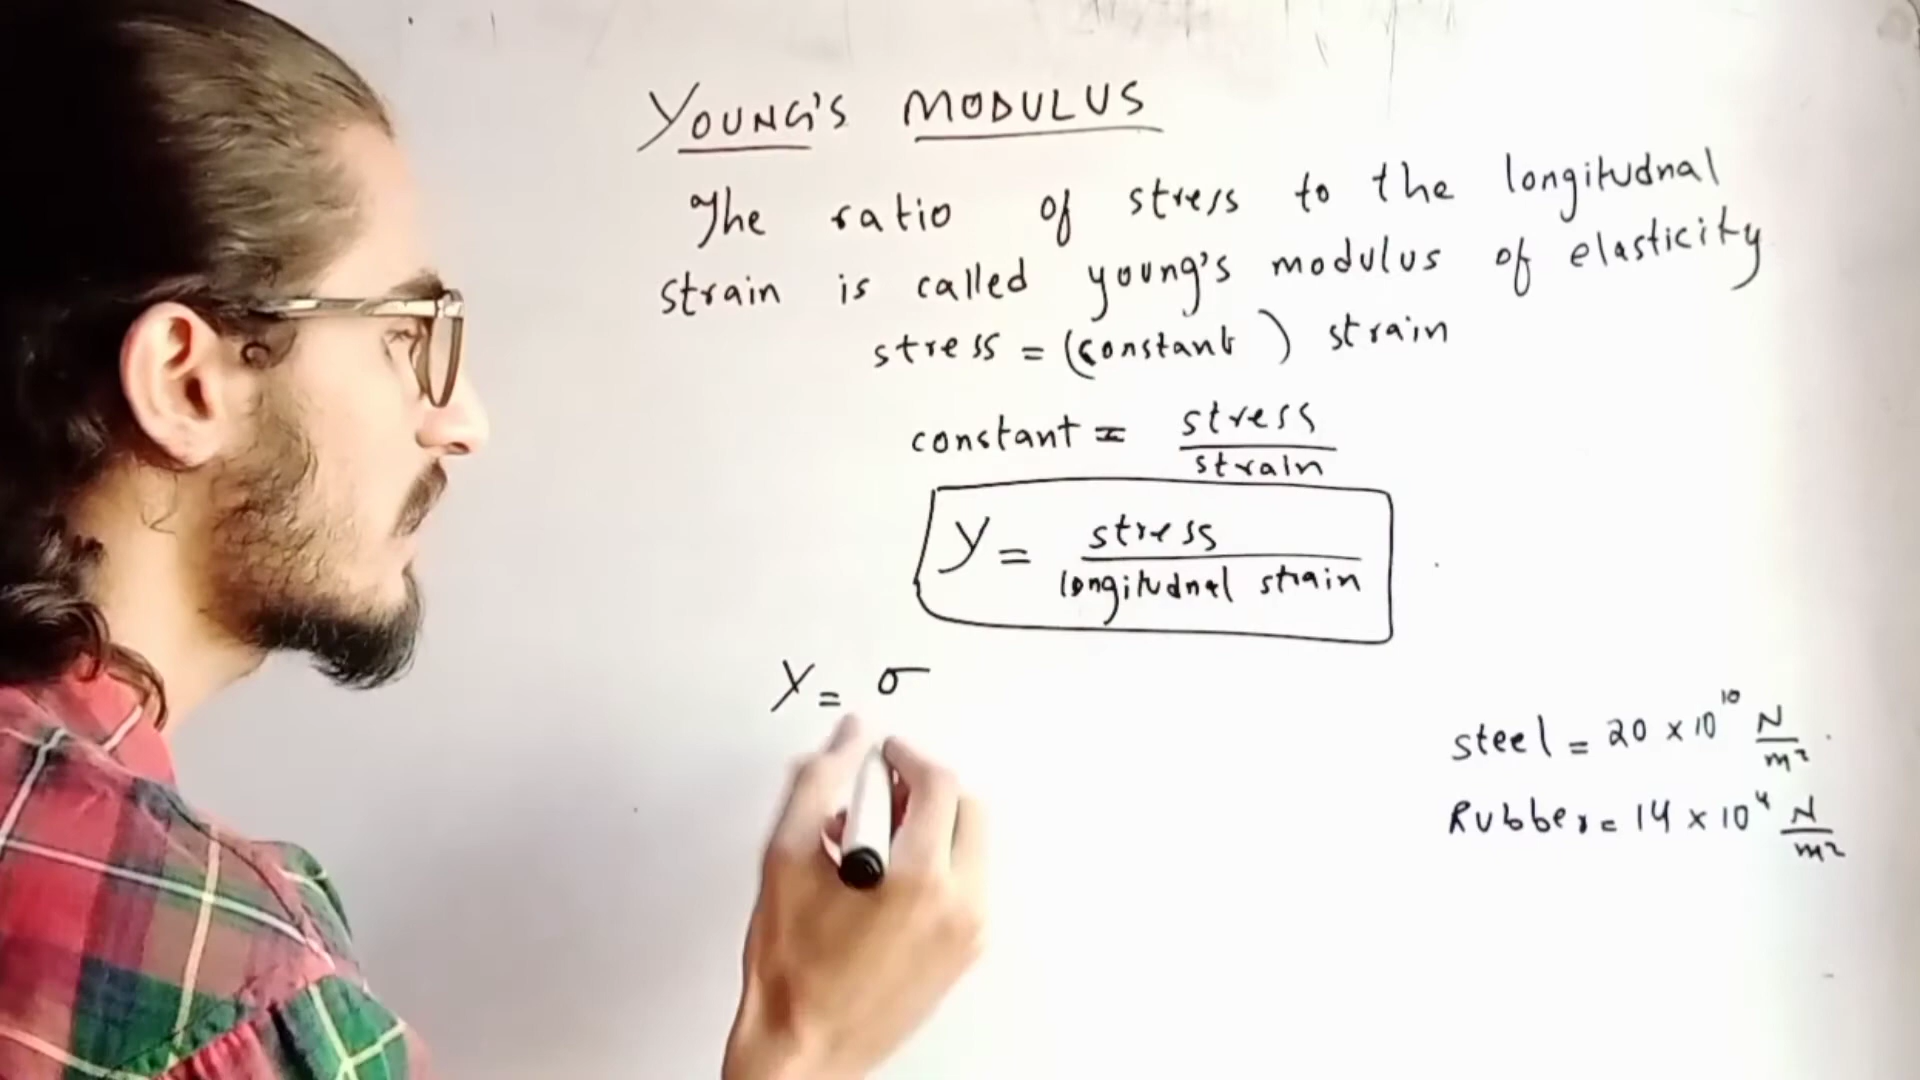 YOUNG'S MODULUS
The ratio of stress to the longitudnal
strain is called young's modulus of elasticity
stress = (constant) strain
constant = stress/strain
Y = stress/longitudnal strain
Y = σ
steel = 20 × 10¹⁰ N/m²
Rubber = 14 × 10⁴ N/m²